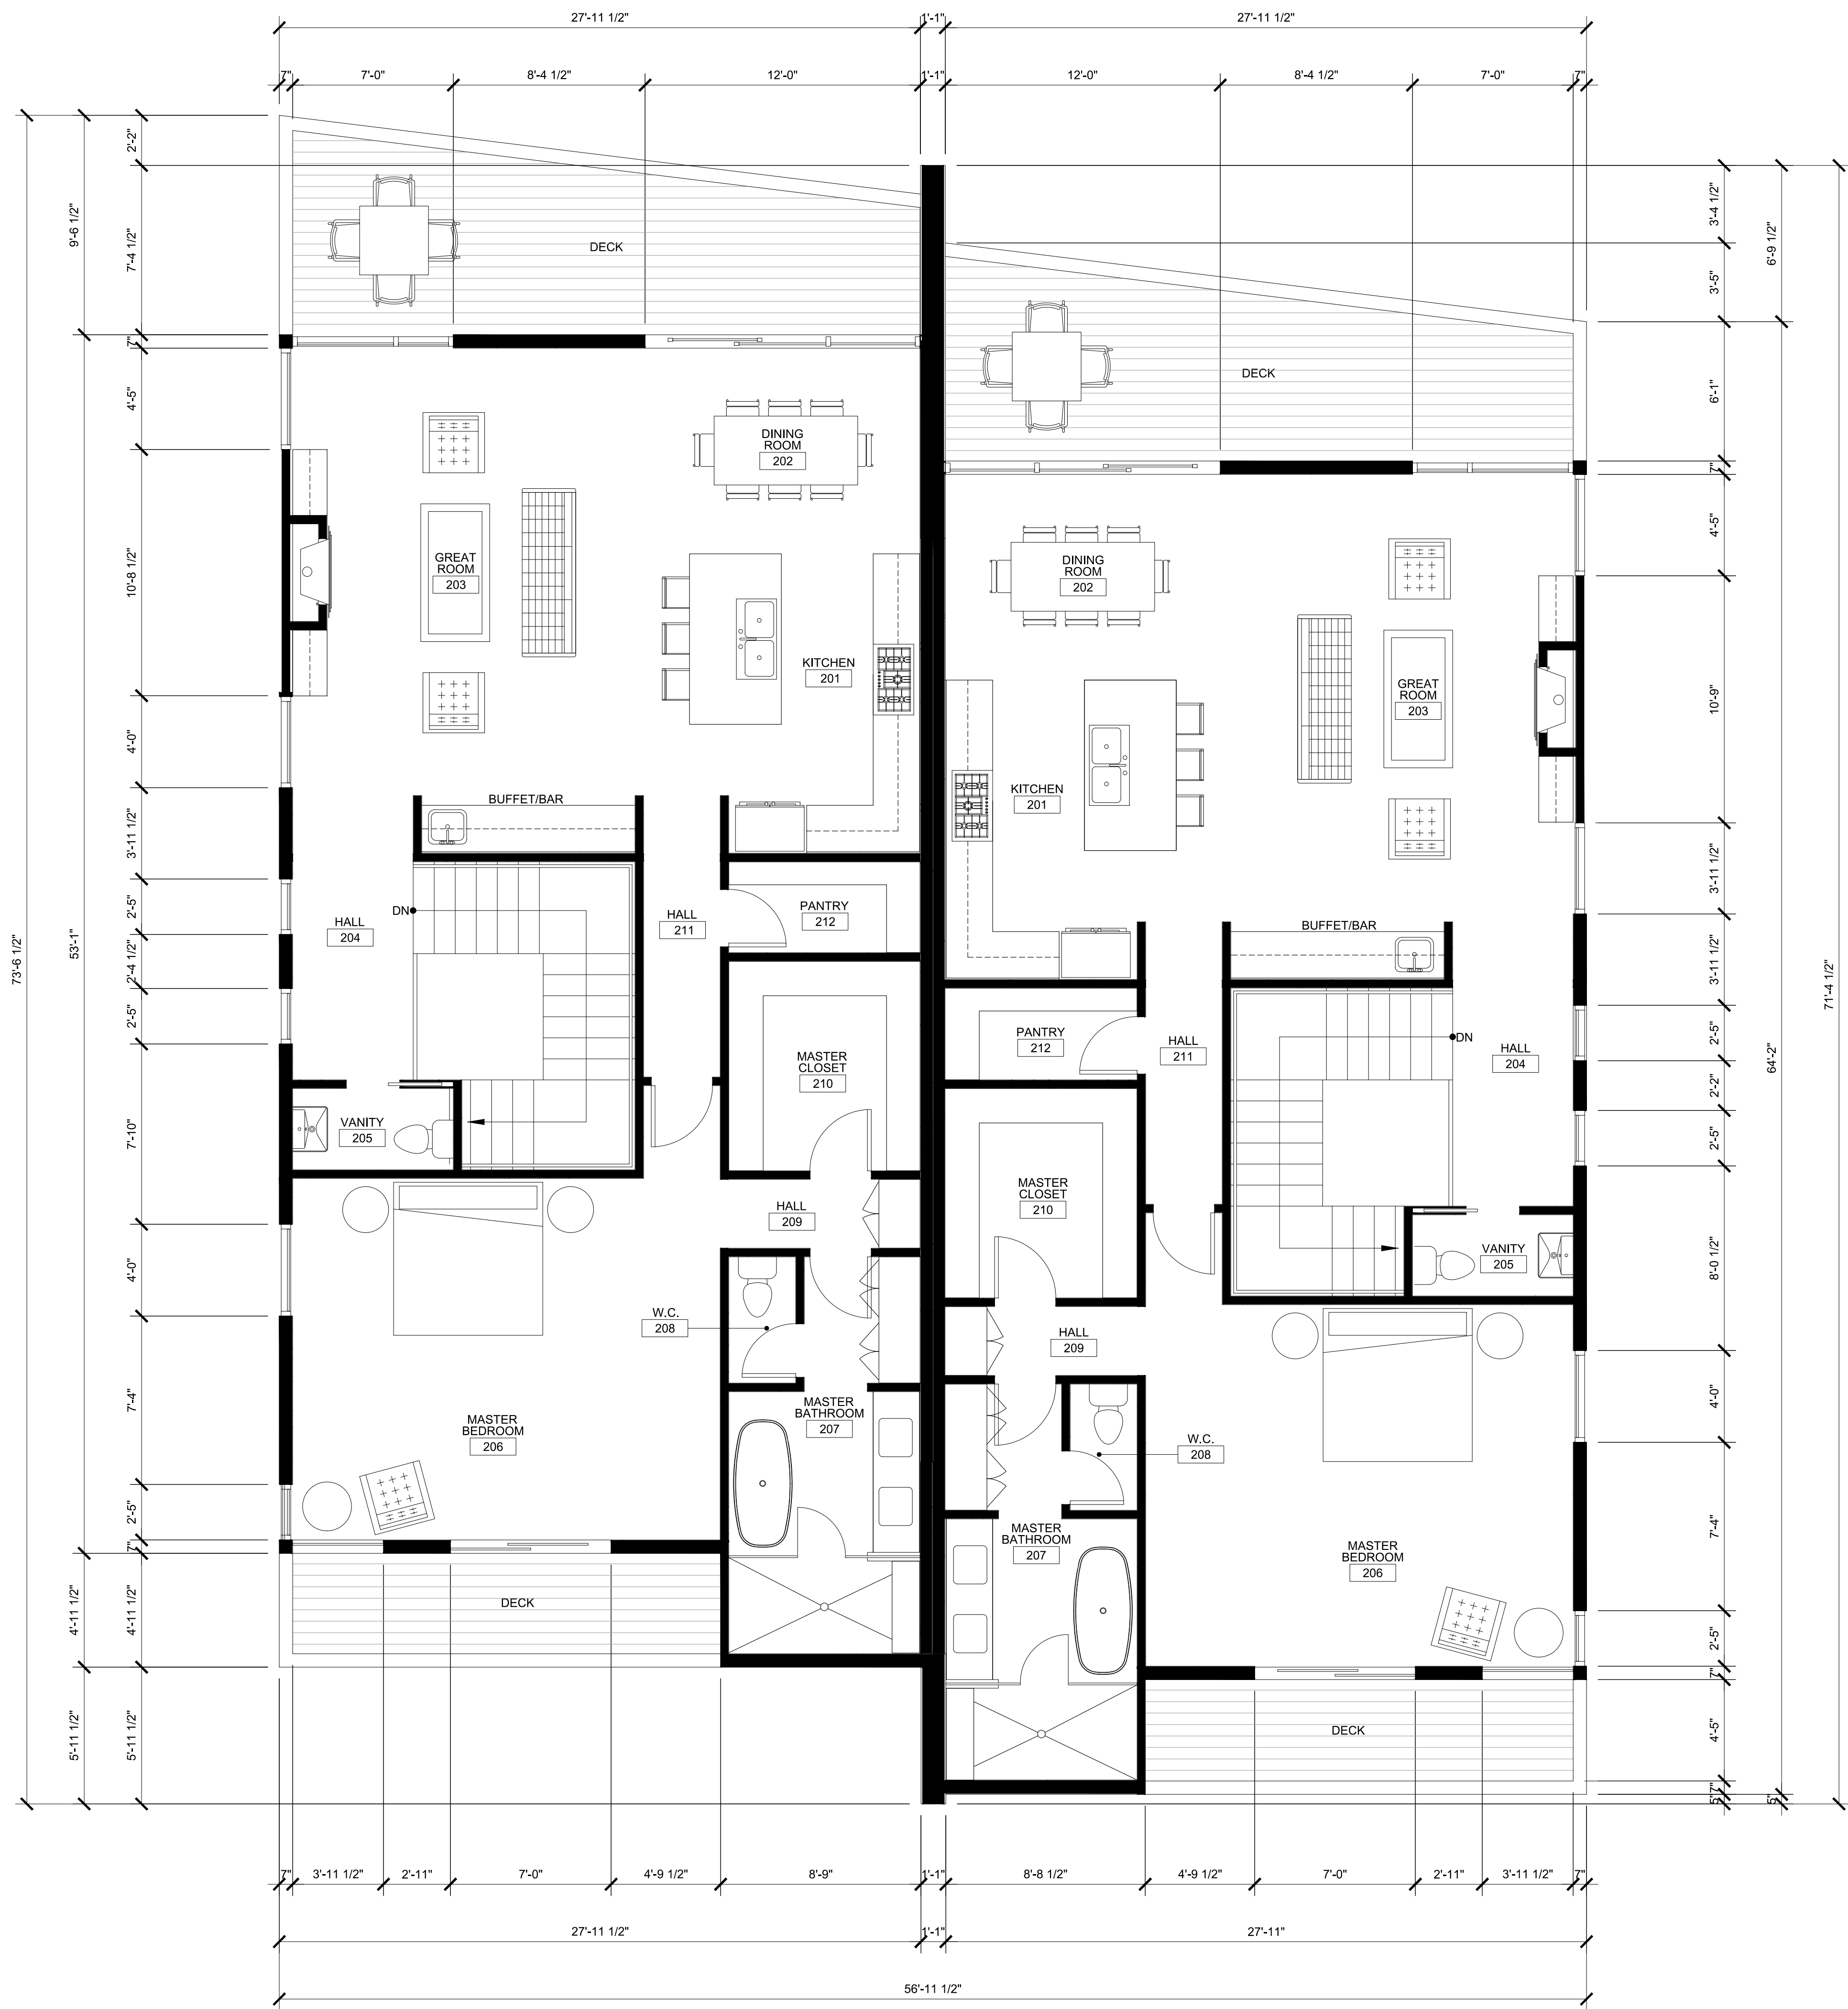 27'-11 1/2" 1'-1" 27'-11 1/2"
7" 7'-0" 8'-4 1/2" 12'-0" 1'-1" 12'-0" 8'-4 1/2" 7'-0" 7"
73'-6 1/2"
9'-6 1/2"
53'-1"
4'-11 1/2"
5'-11 1/2"
2'-2"
7'-4 1/2"
7"
4'-5"
10'-8 1/2"
4'-0"
3'-11 1/2"
2'-5"
2'-4 1/2"
2'-5"
7'-10"
4'-0"
7'-4"
2'-5"
7"
4'-11 1/2"
5'-11 1/2"
DECK
DINING
ROOM
202
GREAT
ROOM
203
KITCHEN
201
BUFFET/BAR
DN
HALL
204
HALL
211
PANTRY
212
MASTER
CLOSET
210
VANITY
205
HALL
209
W.C.
208
MASTER
BATHROOM
207
MASTER
BEDROOM
206
DECK
DECK
DINING
ROOM
202
GREAT
ROOM
203
KITCHEN
201
BUFFET/BAR
PANTRY
212
HALL
211
DN
HALL
204
MASTER
CLOSET
210
VANITY
205
HALL
209
W.C.
208
MASTER
BATHROOM
207
MASTER
BEDROOM
206
DECK
3'-4 1/2"
3'-5"
6'-1"
7"
4'-5"
10'-9"
3'-11 1/2"
3'-11 1/2"
2'-5"
2'-2"
2'-5"
8'-0 1/2"
4'-0"
7'-4"
2'-5"
7"
4'-5"
7"
5"
6'-9 1/2"
64'-2"
5"
71'-4 1/2"
7" 3'-11 1/2" 2'-11" 7'-0" 4'-9 1/2" 8'-9" 1'-1" 8'-8 1/2" 4'-9 1/2" 7'-0" 2'-11" 3'-11 1/2" 7"
27'-11 1/2" 1'-1" 27'-11"
56'-11 1/2"